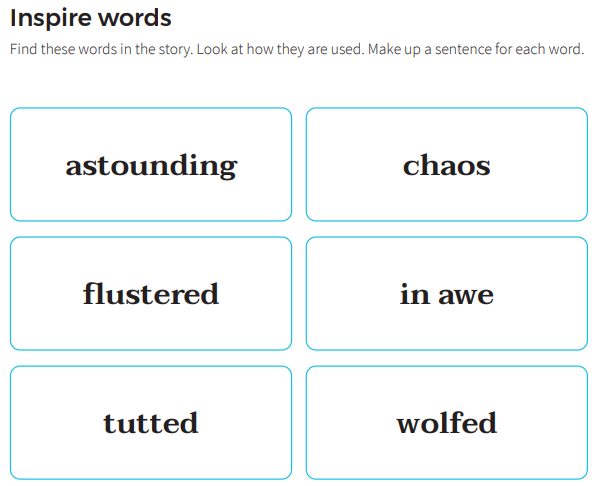 Inspire words
Find these words in the story. Look at how they are used. Make up a sentence for each word.
astounding
chaos
flustered
in awe
tutted
wolfed